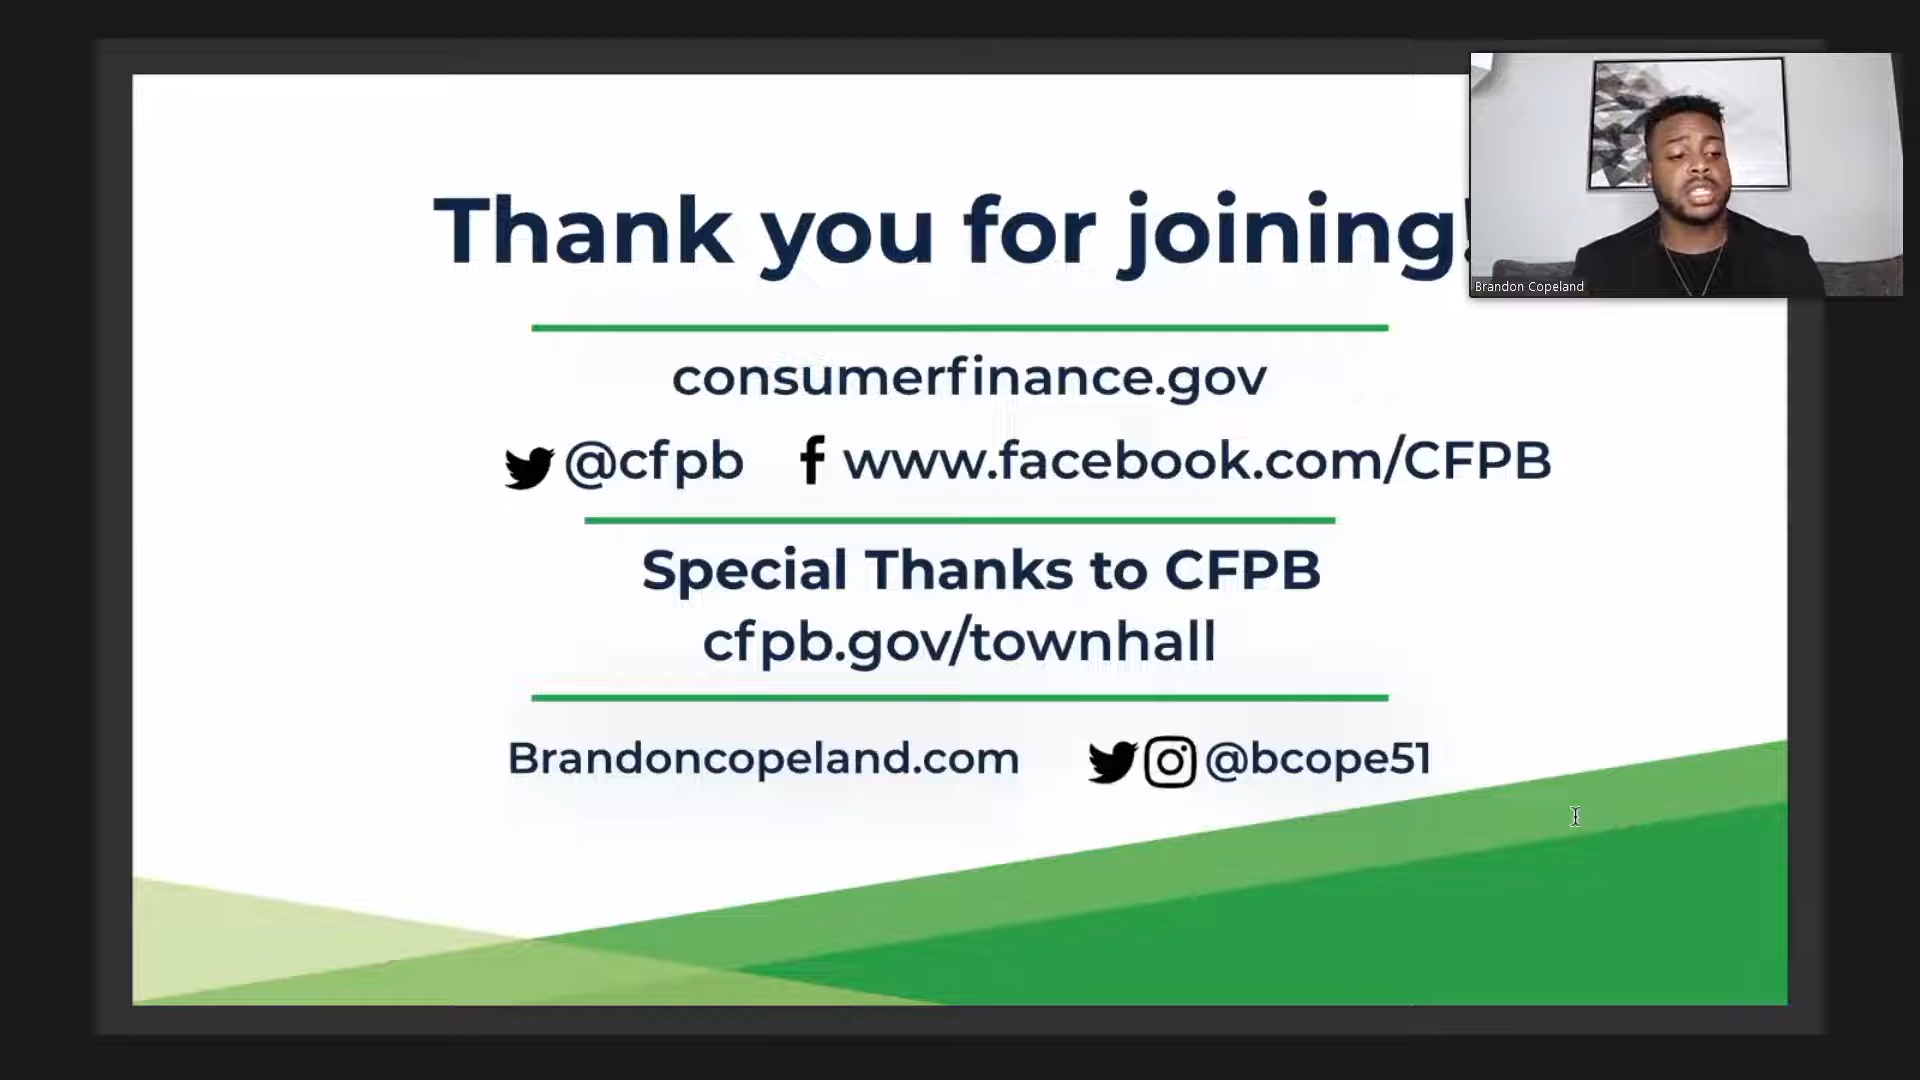 Thank you for joining!
Brandon Copeland
consumerfinance.gov
@cfpb www.facebook.com/CFPB
Special Thanks to CFPB
cfpb.gov/townhall
Brandoncopeland.com @bcope51